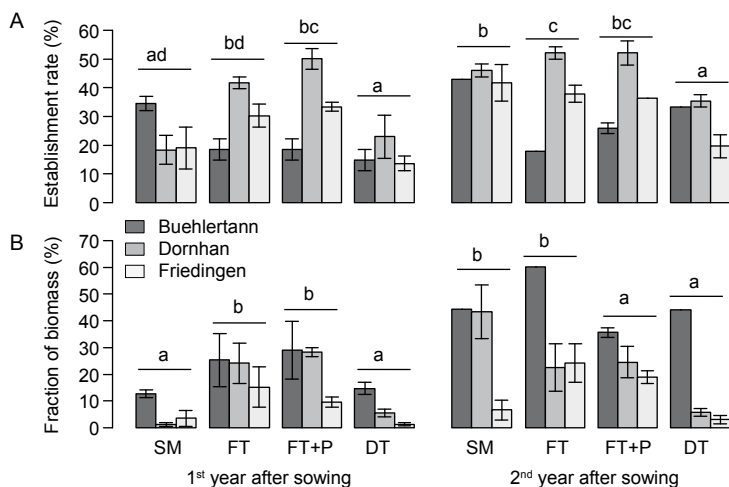 A
Establishment rate (%)
60
50
40
30
20
10
0
ad
bd
bc
a
b
c
bc
a
Buehlertann
Dornhan
Friedingen
B
Fraction of biomass (%)
70
60
50
40
30
20
10
0
a
b
b
a
b
b
a
a
SM FT FT+P DT SM FT FT+P DT
1st year after sowing 2nd year after sowing